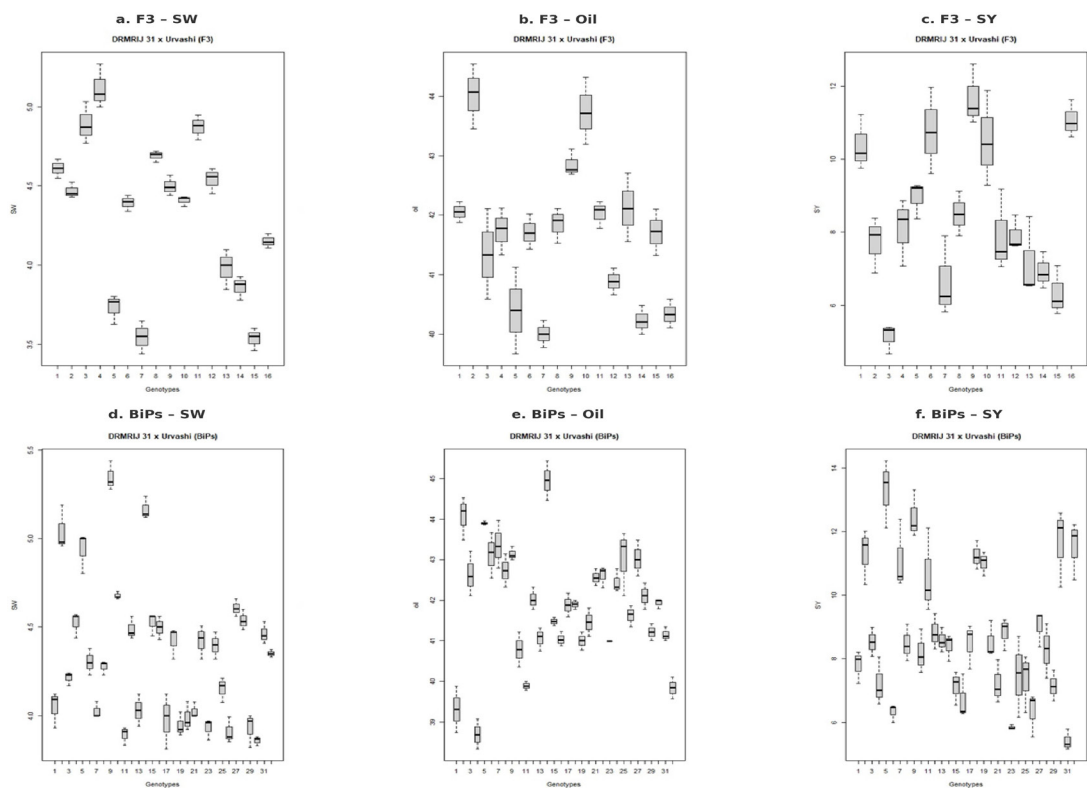 a. F3 – SW
b. F3 – Oil
c. F3 – SY
DRMRIJ 31 x Urvashi (F3)
DRMRIJ 31 x Urvashi (F3)
DRMRIJ 31 x Urvashi (F3)
SW
5.0
4.5
4.0
3.5
1 2 3 4 5 6 7 8 9 10 11 12 13 14 15 16
Genotypes
oil
44
43
42
41
40
1 2 3 4 5 6 7 8 9 10 11 12 13 14 15 16
Genotypes
SY
12
10
8
6
1 2 3 4 5 6 7 8 9 10 11 12 13 14 15 16
Genotypes
d. BiPs – SW
e. BiPs – Oil
f. BiPs – SY
DRMRIJ 31 x Urvashi (BiPs)
DRMRIJ 31 x Urvashi (BiPs)
DRMRIJ 31 x Urvashi (BiPs)
SW
5.5
5.0
4.5
4.0
1 3 5 7 9 11 13 15 17 19 21 23 25 27 29 31
Genotypes
oil
45
44
43
42
41
40
39
1 3 5 7 9 11 13 15 17 19 21 23 25 27 29 31
Genotypes
SY
14
12
10
8
6
1 3 5 7 9 11 13 15 17 19 21 23 25 27 29 31
Genotypes